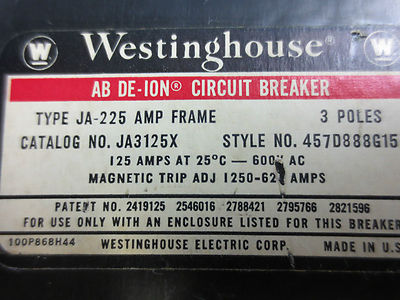 W Westinghouse® W
AB DE-ION® CIRCUIT BREAKER
TYPE JA-225 AMP FRAME 3 POLES
CATALOG NO. JA3125X STYLE NO. 457D888G15
125 AMPS AT 25°C — 600 AC
MAGNETIC TRIP ADJ 1250-62 AMPS
PATENT NO. 2419125 2546016 2788421 2795766 2821596
FOR USE ONLY WITH AN ENCLOSURE LISTED FOR THIS BREAKER
100P868H44 WESTINGHOUSE ELECTRIC CORP. MADE IN U.S